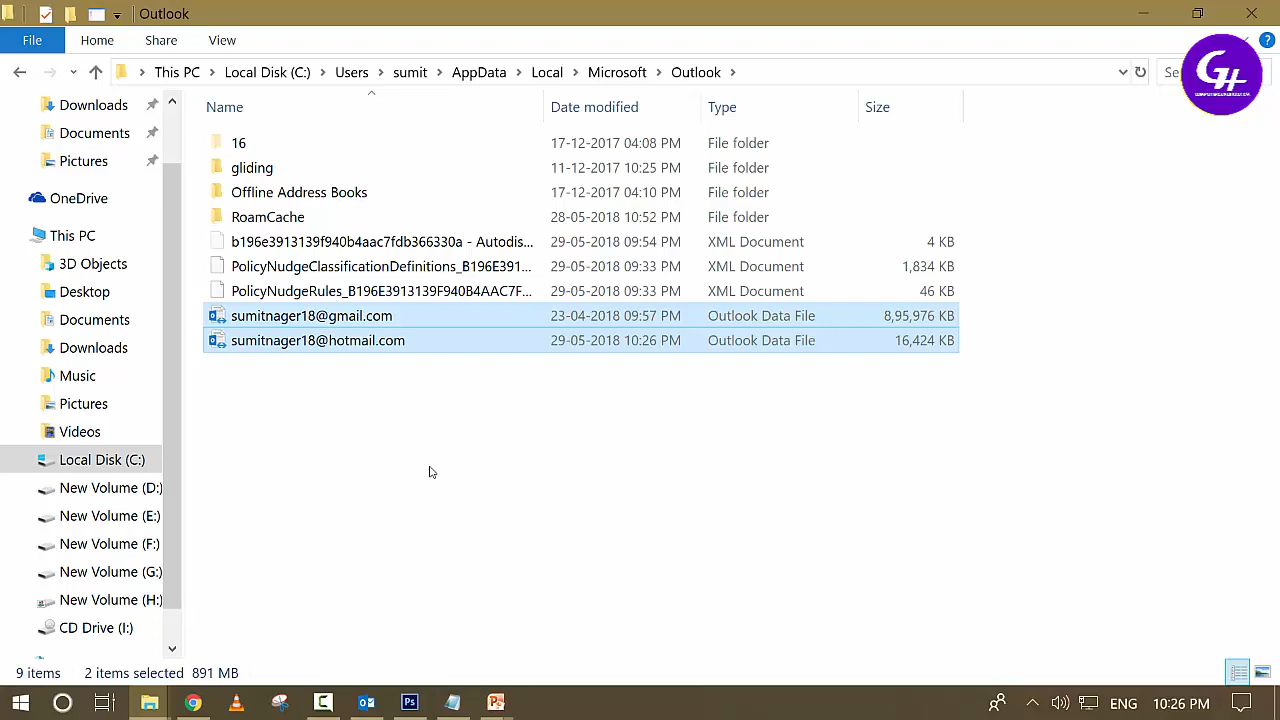 Outlook
File Home Share View
This PC Local Disk (C:) Users sumit AppData Local Microsoft Outlook Se
GH
Name Date modified Type Size
Downloads
Documents
Pictures
OneDrive
This PC
3D Objects
Desktop
Documents
Downloads
Music
Pictures
Videos
Local Disk (C:)
New Volume (D:)
New Volume (E:)
New Volume (F:)
New Volume (G:)
New Volume (H:)
CD Drive (I:)
16 17-12-2017 04:08 PM File folder
gliding 11-12-2017 10:25 PM File folder
Offline Address Books 17-12-2017 04:10 PM File folder
RoamCache 28-05-2018 10:52 PM File folder
b196e3913139f940b4aac7fdb366330a - Autodis... 29-05-2018 09:54 PM XML Document 4 KB
PolicyNudgeClassificationDefinitions_B196E391... 29-05-2018 09:33 PM XML Document 1,834 KB
PolicyNudgeRules_B196E3913139F940B4AAC7F... 29-05-2018 09:33 PM XML Document 46 KB
sumitnager18@gmail.com 23-04-2018 09:57 PM Outlook Data File 8,95,976 KB
sumitnager18@hotmail.com 29-05-2018 10:26 PM Outlook Data File 16,424 KB
9 items 2 items selected 891 MB
ENG 10:26 PM